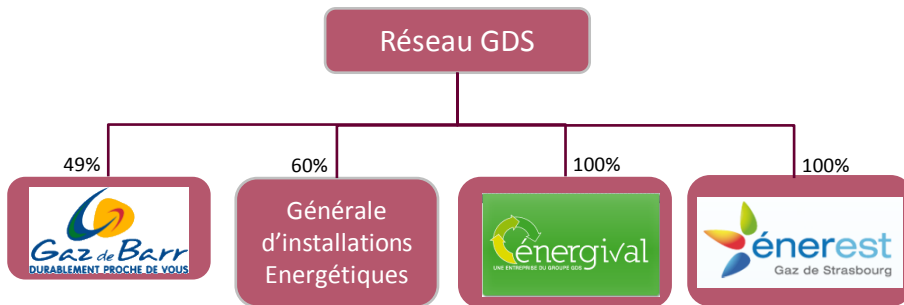 Réseau GDS
49%
60%
100%
100%
Gaz de Barr
DURABLEMENT PROCHE DE VOUS
Générale
d'installations
Energétiques
énergival
UNE ENTREPRISE DU GROUPE GDS
énerest
Gaz de Strasbourg